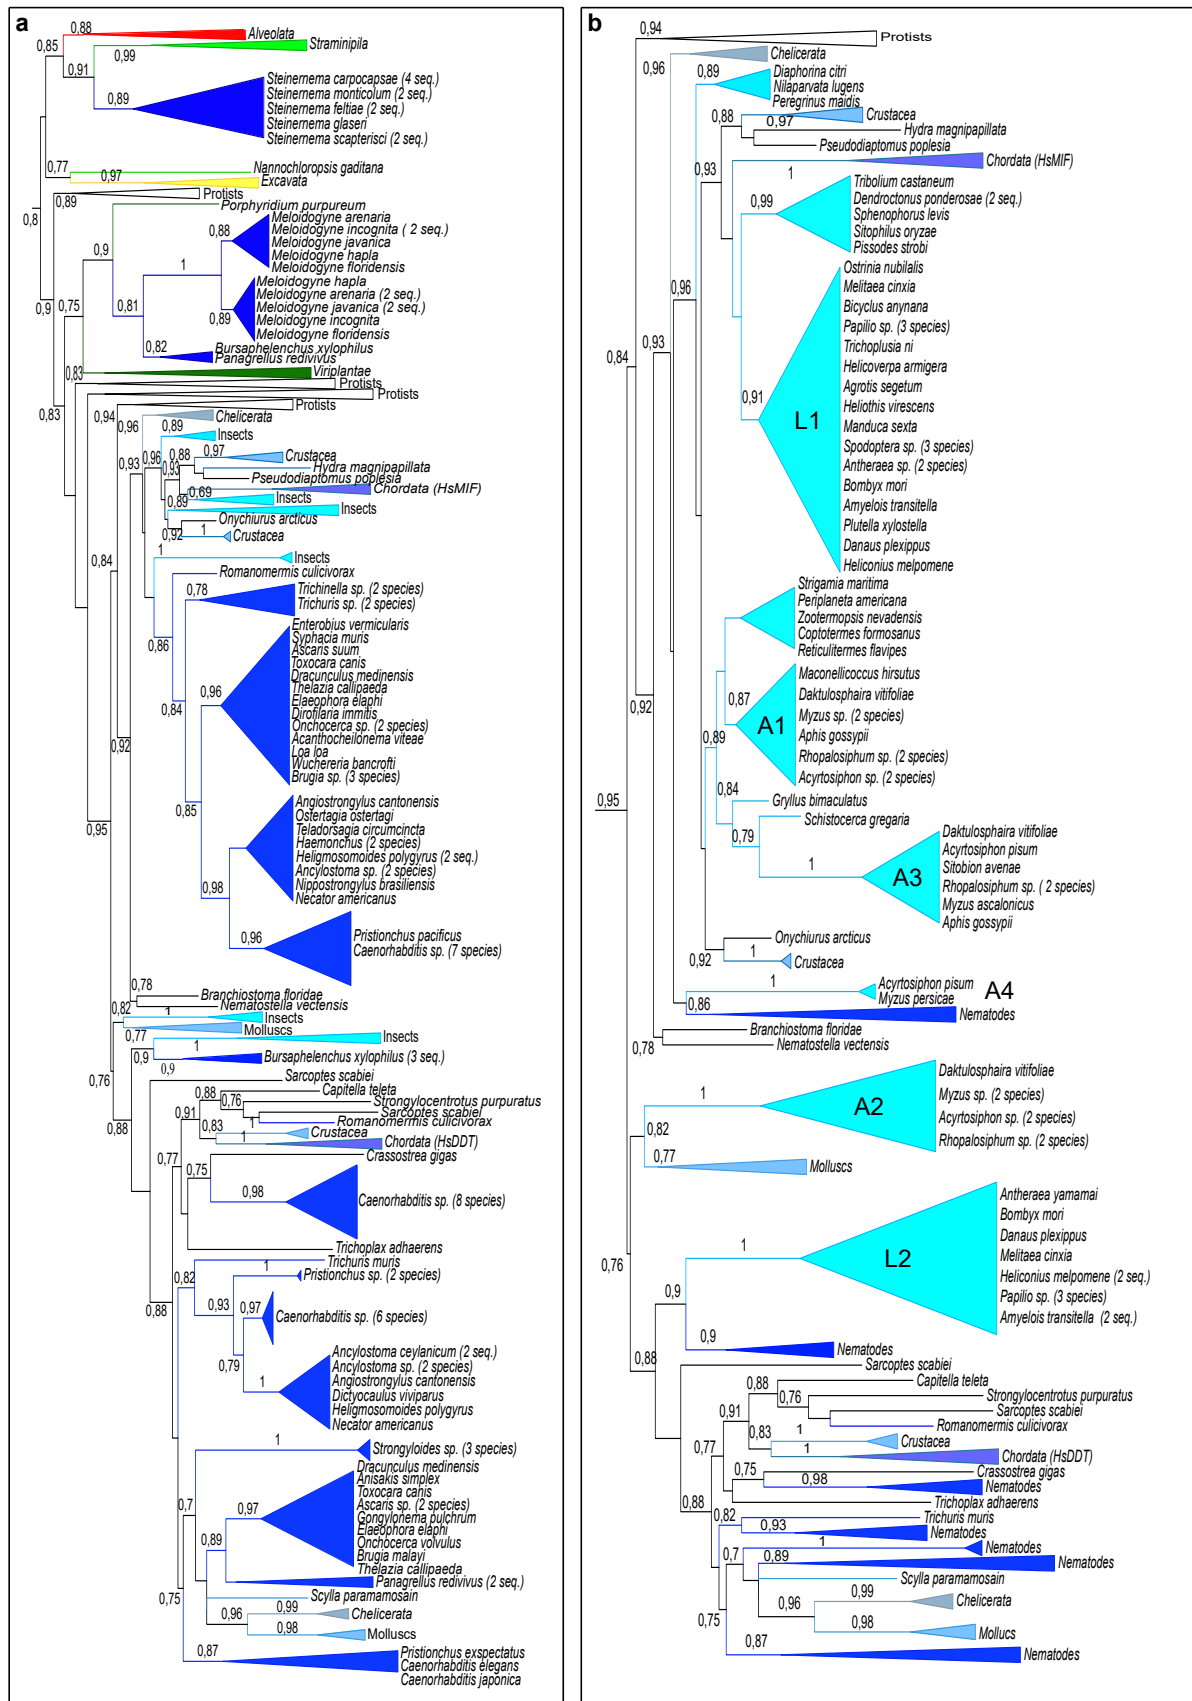 a
0,88
Alveolata
0,85
Straminipila
0,99
0,91
Steinernema carpocapsae (4 seq.)
Steinernema monticolum (2 seq.)
0,89
Steinernema feltiae (2 seq.)
Steinernema glaseri
Steinernema scapterisci (2 seq.)
0,77
Nannochloropsis gaditana
0,97
Excavata
0,89
Protists
0,8
Porphyridium purpureum
Meloidogyne arenaria
0,88
Meloidogyne incognita ( 2 seq.)
Meloidogyne javanica
0,9
Meloidogyne hapla
1
Meloidogyne floridensis
Meloidogyne hapla
0,9
0,75
0,81
Meloidogyne arenaria (2 seq.)
Meloidogyne javanica (2 seq.)
0,89
Meloidogyne incognita
Meloidogyne floridensis
0,82
Bursaphelenchus xylophilus
Panagrellus redivivus
0,83
Viriplantae
Protists
Protists
0,83
0,94
Protists
0,96
Chelicerata
0,89
Insects
0,93
0,96
0,88
0,97
Crustacea
0,93
Hydra magnipapillata
Pseudodiaptomus poplesia
0,69
Chordata (HsMIF)
0,89
Insects
Insects
Onychiurus arcticus
0,92
1
Crustacea
0,84
1
Insects
Romanomermis culicivorax
0,78
Trichinella sp. (2 species)
Trichuris sp. (2 species)
0,86
Enterobius vermicularis
Syphacia muris
Ascaris suum
Toxocara canis
0,96
Dracunculus medinensis
Thelazia callipaeda
Elaeophora elaphi
0,84
Dirofilaria immitis
Onchocerca sp. (2 species)
Acanthocheilonema viteae
0,92
Loa loa
Wuchereria bancrofti
Brugia sp. (3 species)
0,85
Angiostrongylus cantonensis
Ostertagia ostertagi
0,95
Teladorsagia circumcincta
Haemonchus (2 species)
Heligmosomoides polygyrus (2 seq.)
0,98
Ancylostoma sp. (2 species)
Nippostrongylus brasiliensis
Necator americanus
0,96
Pristionchus pacificus
Caenorhabditis sp. (7 species)
0,78
Branchiostoma floridae
Nematostella vectensis
0,82
1
Insects
Molluscs
0,77
1
Insects
0,9
0,9
Bursaphelenchus xylophilus (3 seq.)
0,76
Sarcoptes scabiei
0,88
Capitella teleta
0,76
Strongylocentrotus purpuratus
0,88
0,91
Sarcoptes scabiei
1
Romanomermis culicivorax
0,83
Crustacea
1
Chordata (HsDDT)
0,77
Crassostrea gigas
0,75
0,98
Caenorhabditis sp. (8 species)
Trichoplax adhaerens
Trichuris muris
0,82
1
Pristionchus sp. (2 species)
0,88
0,93
0,97
Caenorhabditis sp. (6 species)
0,79
Ancylostoma ceylanicum (2 seq.)
Ancylostoma sp. (2 species)
1
Angiostrongylus cantonensis
Dictyocaulus viviparus
Heligmosomoides polygyrus
Necator americanus
1
Strongyloides sp. (3 species)
Dracunculus medinensis
Anisakis simplex
0,97
Toxocara canis
0,7
Ascaris sp. (2 species)
Gongylonema pulchrum
Elaeophora elaphi
0,89
Onchocerca volvulus
Brugia malayi
Thelazia callipaeda
Panagrellus redivivus (2 seq.)
0,75
Scylla paramamosain
0,96
0,99
Chelicerata
0,98
Molluscs
0,87
Pristionchus exspectatus
Caenorhabditis elegans
Caenorhabditis japonica
b
0,94
Protists
Chelicerata
0,96
0,89
Diaphorina citri
Nilaparvata lugens
Peregrinus maidis
0,88
0,97
Crustacea
Hydra magnipapillata
Pseudodiaptomus poplesia
0,93
Chordata (HsMIF)
1
Tribolium castaneum
0,99
Dendroctonus ponderosae (2 seq.)
Sphenophorus levis
Sitophilus oryzae
Pissodes strobi
0,96
Ostrinia nubilalis
Melitaea cinxia
Bicyclus anynana
0,93
Papilio sp. (3 species)
Trichoplusia ni
0,84
Helicoverpa armigera
Agrotis segetum
0,91
Heliothis virescens
L1
Manduca sexta
Spodoptera sp. (3 species)
Antheraea sp. (2 species)
Bombyx mori
Amyelois transitella
Plutella xylostella
Danaus plexippus
Heliconius melpomene
Strigamia maritima
Periplaneta americana
Zootermopsis nevadensis
Coptotermes formosanus
Reticulitermes flavipes
Maconellicoccus hirsutus
0,87
Daktulosphaira vitifoliae
Myzus sp. (2 species)
A1
0,92
0,89
Aphis gossypii
Rhopalosiphum sp. (2 species)
0,84
Acyrtosiphon sp. (2 species)
Gryllus bimaculatus
0,95
Schistocerca gregaria
0,79
Daktulosphaira vitifoliae
Acyrtosiphon pisum
1
Sitobion avenae
A3
Rhopalosiphum sp. ( 2 species)
Myzus ascalonicus
Aphis gossypii
Onychiurus arcticus
0,92
1
Crustacea
1
Acyrtosiphon pisum
A4
Myzus persicae
0,86
Nematodes
Branchiostoma floridae
0,78
Nematostella vectensis
Daktulosphaira vitifoliae
1
Myzus sp. (2 species)
A2
Acyrtosiphon sp. (2 species)
0,82
Rhopalosiphum sp. (2 species)
0,77
Molluscs
Antheraea yamamai
Bombyx mori
Danaus plexippus
1
Melitaea cinxia
L2
Heliconius melpomene (2 seq.)
0,76
0,9
Papilio sp. (3 species)
Amyelois transitella (2 seq.)
0,9
Nematodes
0,88
Sarcoptes scabiei
Capitella teleta
0,88
0,76
Strongylocentrotus purpuratus
0,91
Sarcoptes scabiei
Romanomermis culicivorax
0,83
1
Crustacea
1
Chordata (HsDDT)
0,77
Crassostrea gigas
0,75
0,98
Nematodes
0,88
Trichoplax adhaerens
0,82
Trichuris muris
0,93
Nematodes
0,7
1
Nematodes
0,89
Nematodes
Scylla paramamosain
0,96
0,99
Chelicerata
0,75
0,98
Mollucs
0,87
Nematodes